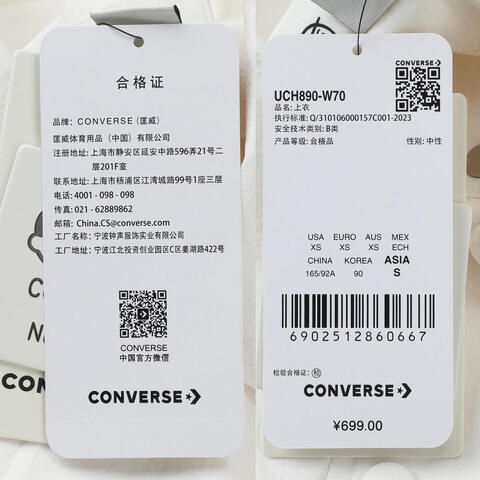 合格证
品牌: CONVERSE (匡威)
匡威体育用品（中国）有限公司
注册地址: 上海市静安区延安中路596弄21号二
层201F室
联系地址: 上海市杨浦区江湾城路99号1座三层
电话: 4001 - 098 - 098
传真: 021 - 62889862
邮箱: China.CS@converse.com
工厂名称: 宁波钟声服饰实业有限公司
工厂地址: 宁波江北投资创业园区C区姜湖路422号
CONVERSE
中国官方微信
CONVERSE
CONVERSE
UCH890-W70
品名: 上衣
执行标准: Q/310106000157C001-2023
安全技术类别: B类
产品等级: 合格品 性别: 中性
USA EURO AUS MEX
XS XS XS ECH
CHINA KOREA ASIA
165/92A 90 S
6902512860667
检验合格证: 检
CONVERSE
¥699.00